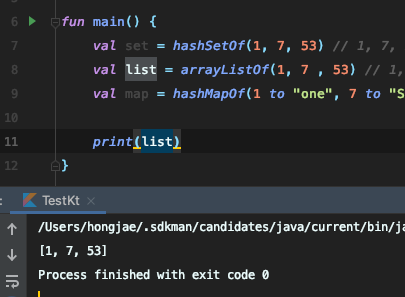 6 fun main() {
7 val set = hashSetOf(1, 7, 53) // 1, 7,
8 val list = arrayListOf(1, 7 , 53) // 1,
9 val map = hashMapOf(1 to "one", 7 to "S
10
11 print(list)
12 }
TestKt ×
/Users/hongjae/.sdkman/candidates/java/current/bin/ja
[1, 7, 53]
Process finished with exit code 0